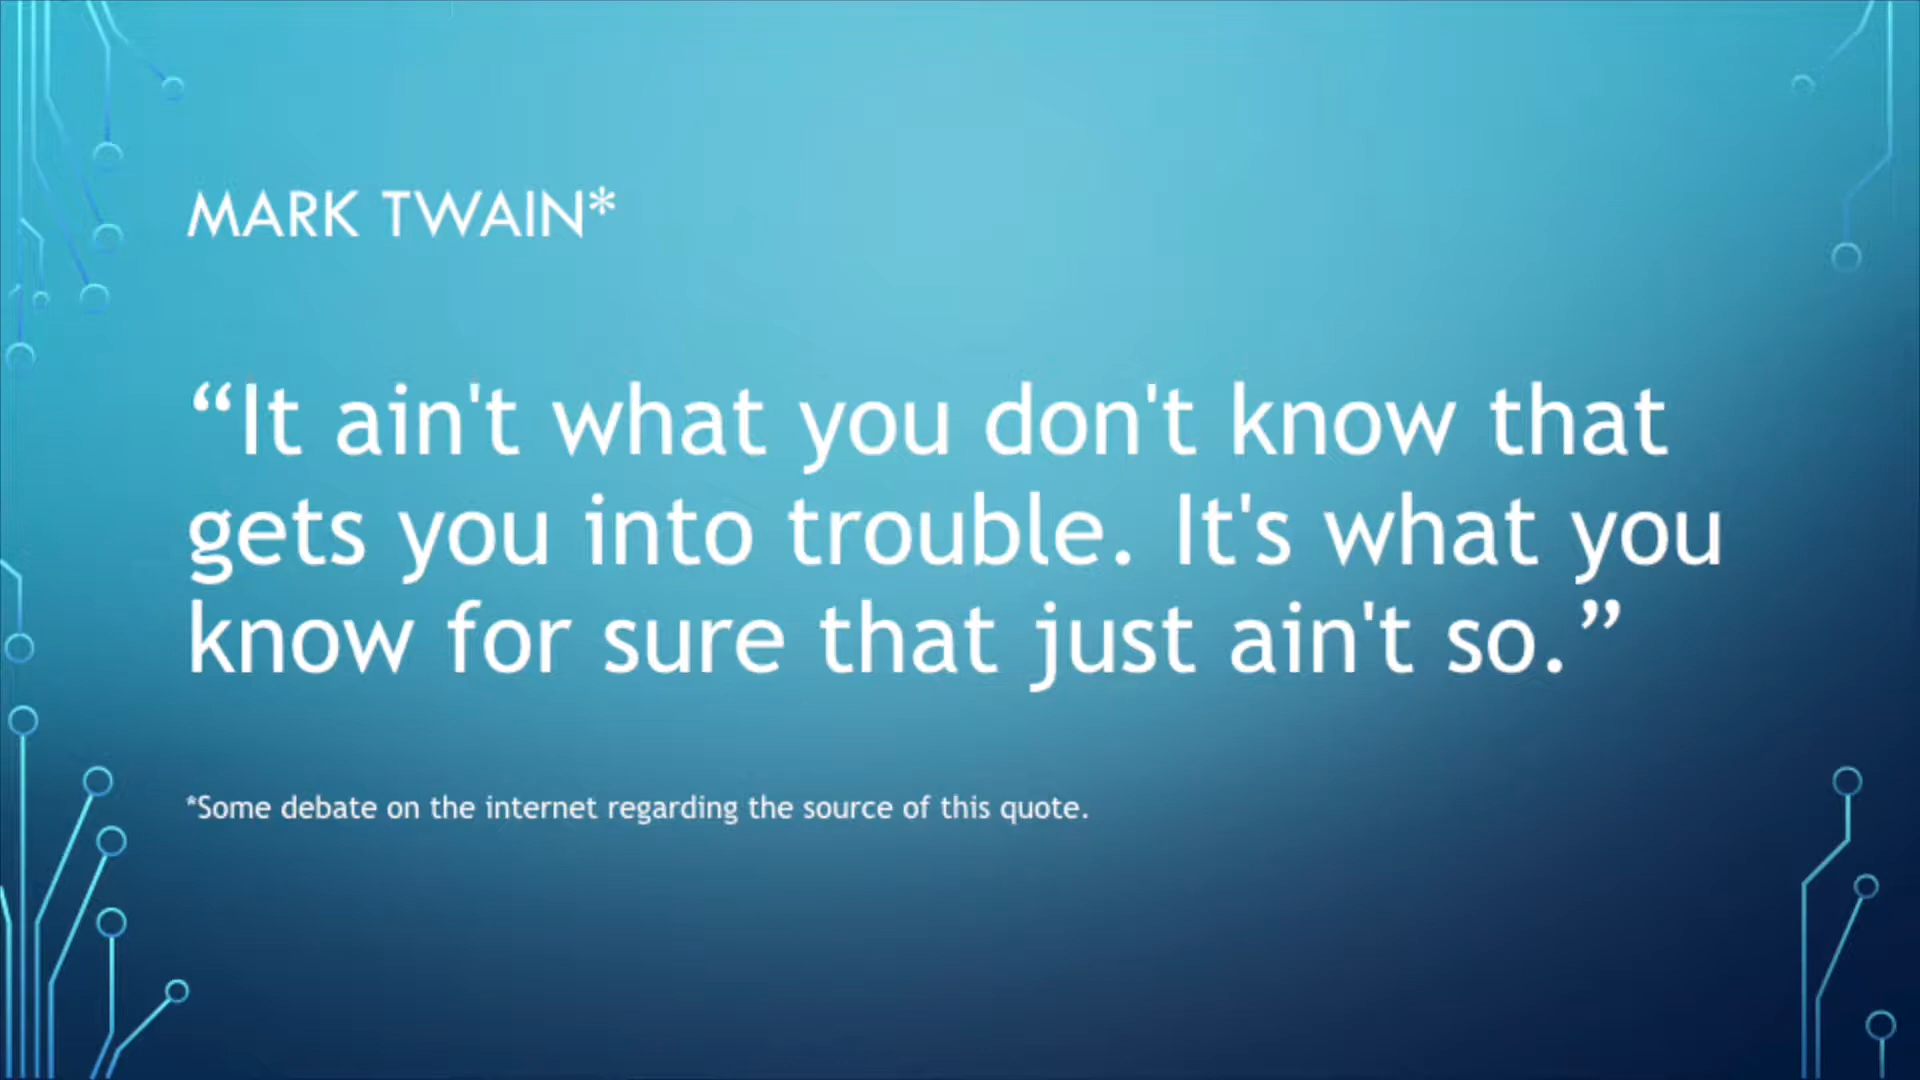 MARK TWAIN*
“It ain't what you don't know that
gets you into trouble. It's what you
know for sure that just ain't so.”
*Some debate on the internet regarding the source of this quote.